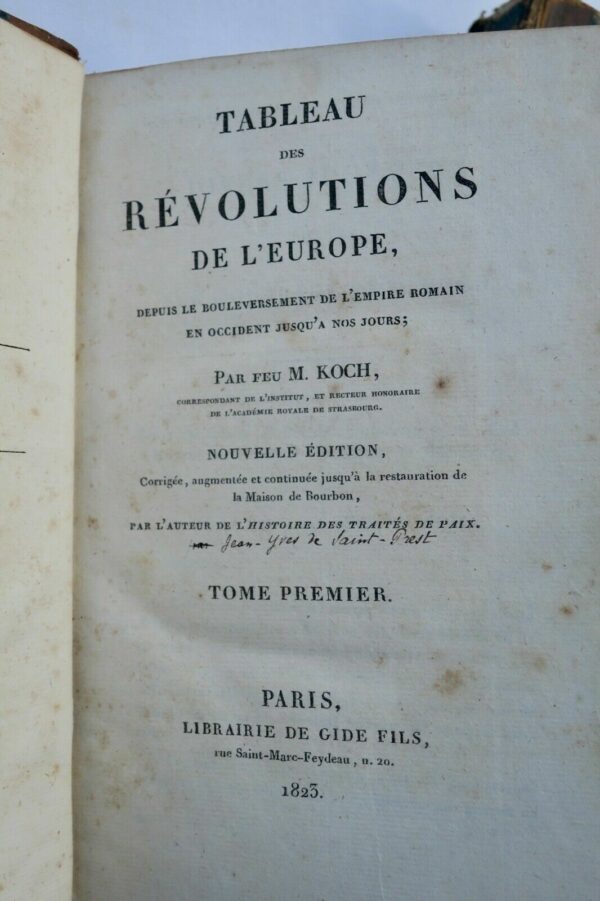 TABLEAU
DES
RÉVOLUTIONS
DE L'EUROPE,
DEPUIS LE BOULEVERSEMENT DE L'EMPIRE ROMAIN
EN OCCIDENT JUSQU'A NOS JOURS;
PAR FEU M. KOCH,
CORRESPONDANT DE L'INSTITUT, ET RECTEUR HONORAIRE
DE L'ACADÉMIE ROYALE DE STRASBOURG.
NOUVELLE ÉDITION,
Corrigée, augmentée et continuée jusqu'à la restauration de
la Maison de Bourbon,
PAR L'AUTEUR DE L'HISTOIRE DES TRAITÉS DE PAIX.
Jean-Yves de Saint-Prest
TOME PREMIER.
PARIS,
LIBRAIRIE DE GIDE FILS,
rue Saint-Marc-Feydeau, n. 20.
1823.